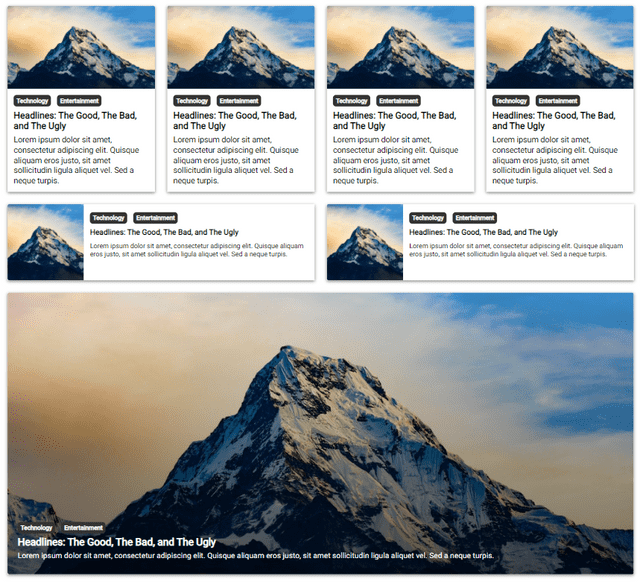 Technology Entertainment
Headlines: The Good, The Bad,
and The Ugly
Lorem ipsum dolor sit amet,
consectetur adipiscing elit. Quisque
aliquam eros justo, sit amet
sollicitudin ligula aliquet vel. Sed a
neque turpis.
Technology Entertainment
Headlines: The Good, The Bad,
and The Ugly
Lorem ipsum dolor sit amet,
consectetur adipiscing elit. Quisque
aliquam eros justo, sit amet
sollicitudin ligula aliquet vel. Sed a
neque turpis.
Technology Entertainment
Headlines: The Good, The Bad,
and The Ugly
Lorem ipsum dolor sit amet,
consectetur adipiscing elit. Quisque
aliquam eros justo, sit amet
sollicitudin ligula aliquet vel. Sed a
neque turpis.
Technology Entertainment
Headlines: The Good, The Bad,
and The Ugly
Lorem ipsum dolor sit amet,
consectetur adipiscing elit. Quisque
aliquam eros justo, sit amet
sollicitudin ligula aliquet vel. Sed a
neque turpis.
Technology Entertainment
Headlines: The Good, The Bad, and The Ugly
Lorem ipsum dolor sit amet, consectetur adipiscing elit. Quisque aliquam
eros justo, sit amet sollicitudin ligula aliquet vel. Sed a neque turpis.
Technology Entertainment
Headlines: The Good, The Bad, and The Ugly
Lorem ipsum dolor sit amet, consectetur adipiscing elit. Quisque aliquam
eros justo, sit amet sollicitudin ligula aliquet vel. Sed a neque turpis.
Technology Entertainment
Headlines: The Good, The Bad, and The Ugly
Lorem ipsum dolor sit amet, consectetur adipiscing elit. Quisque aliquam eros justo, sit amet sollicitudin ligula aliquet vel. Sed a neque turpis.